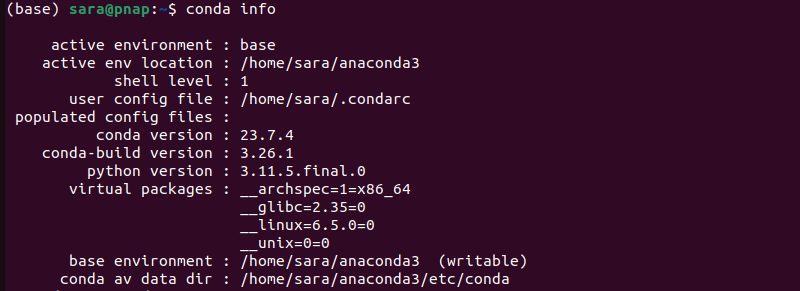 (base) sara@pnap:~$ conda info
active environment : base
active env location : /home/sara/anaconda3
shell level : 1
user config file : /home/sara/.condarc
populated config files :
conda version : 23.7.4
conda-build version : 3.26.1
python version : 3.11.5.final.0
virtual packages : __archspec=1=x86_64
__glibc=2.35=0
__linux=6.5.0=0
__unix=0=0
base environment : /home/sara/anaconda3 (writable)
conda av data dir : /home/sara/anaconda3/etc/conda